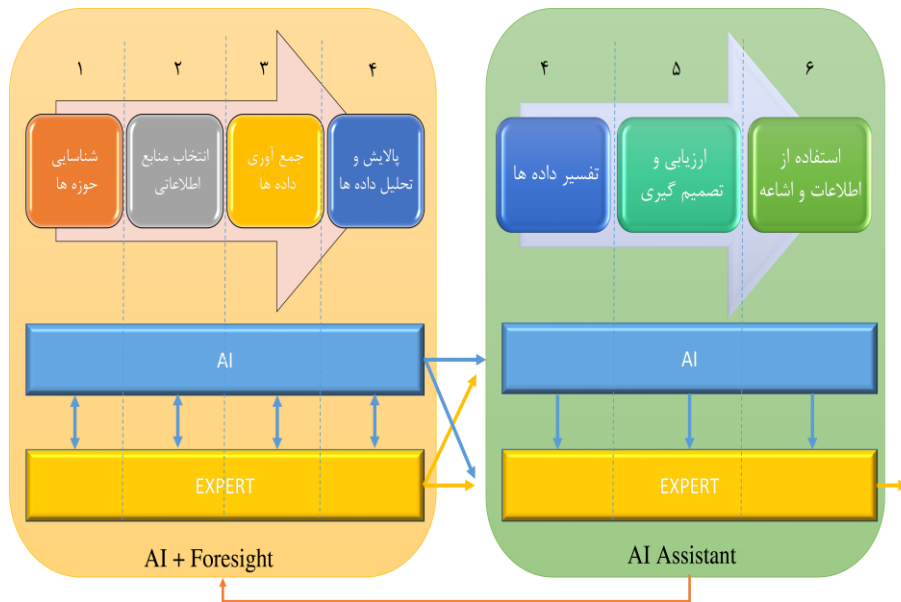 ۱ ۲ ۳ ۴
شناسایی
حوزه ها
انتخاب منابع
اطلاعاتی
جمع آوری
داده ها
پالایش و
تحلیل داده ها
AI
EXPERT
AI + Foresight
۴ ۵ ۶
تفسیر داده ها
ارزیابی و
تصمیم گیری
استفاده از
اطلاعات و اشاعه
AI
EXPERT
AI Assistant